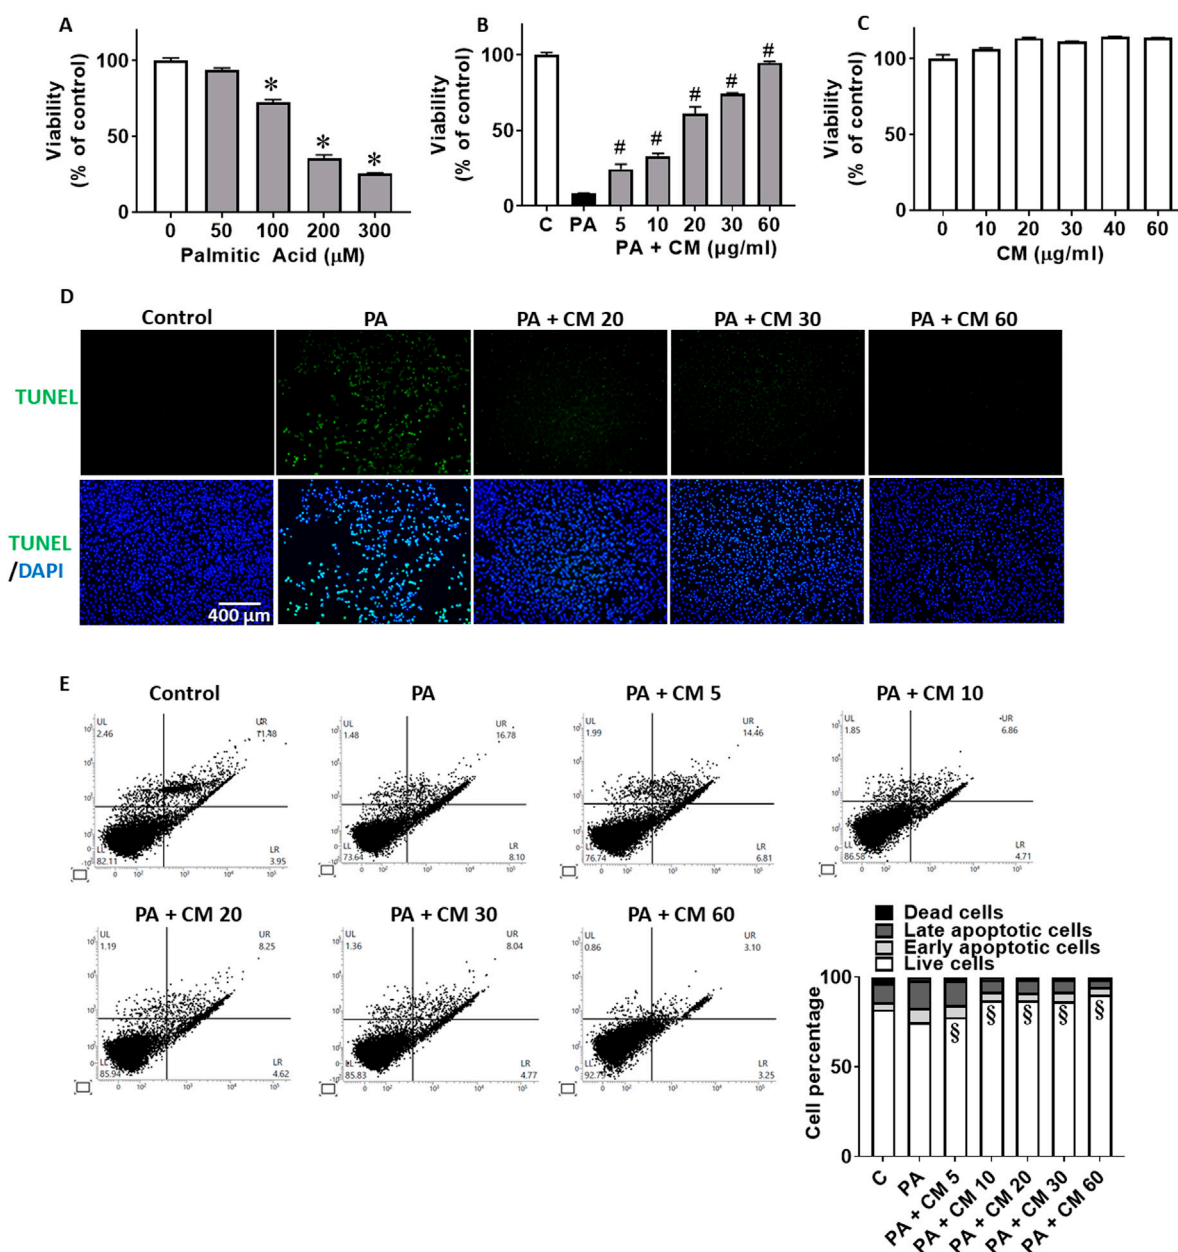 A
Viability
(% of control)
100
50
0
*
*
*
0 50 100 200 300
Palmitic Acid (μM)
B
Viability
(% of control)
100
50
0
#
#
#
#
#
C PA 5 10 20 30 60
PA + CM (μg/ml)
C
Viability
(% of control)
100
50
0
0 10 20 30 40 60
CM (μg/ml)
D
Control PA PA + CM 20 PA + CM 30 PA + CM 60
TUNEL
TUNEL
/DAPI
400 μm
E
Control
UL
2.46
UR
11.48
LL
82.11
LR
3.95
PA
UL
1.48
UR
16.78
LL
73.64
LR
8.10
PA + CM 5
UL
1.99
UR
14.46
LL
76.74
LR
6.81
PA + CM 10
UL
1.85
UR
6.86
LL
86.58
LR
4.71
PA + CM 20
UL
1.19
UR
8.25
LL
85.94
LR
4.62
PA + CM 30
UL
1.36
UR
8.04
LL
85.83
LR
4.77
PA + CM 60
UL
0.86
UR
3.10
LL
LR
3.25
Dead cells
Late apoptotic cells
Early apoptotic cells
Live cells
Cell percentage
100
50
0
§ § § § §
C
PA
PA + CM 5
PA + CM 10
PA + CM 20
PA + CM 30
PA + CM 60